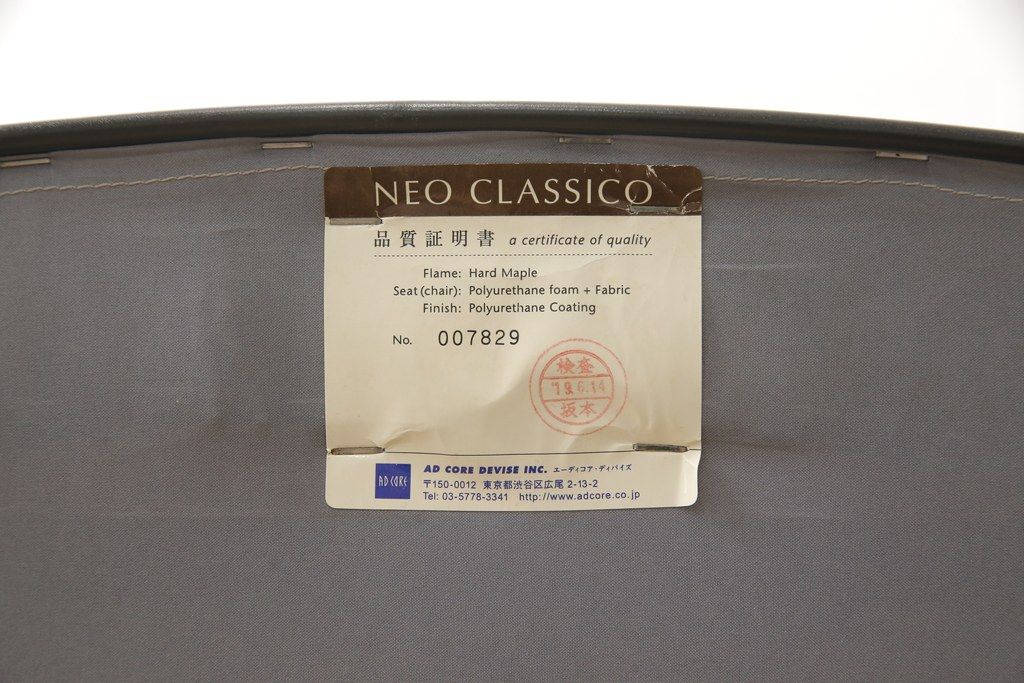 NEO CLASSICO
品質証明書 a certificate of quality
Flame: Hard Maple
Seat (chair): Polyurethane foam + Fabric
Finish: Polyurethane Coating
No. 007829
検査
'19.6.14
坂本
AD CORE
AD CORE DEVISE INC. エーディコア・ディバイズ
〒150-0012 東京都渋谷区広尾 2-13-2
Tel: 03-5778-3341 http://www.adcore.co.jp